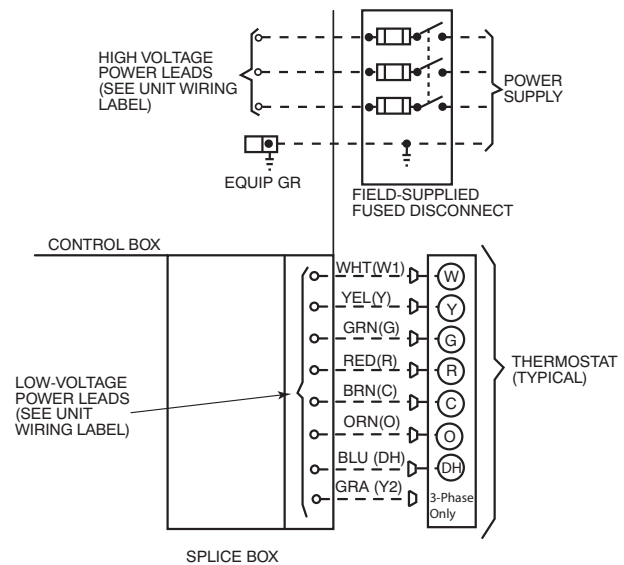 HIGH VOLTAGE
POWER LEADS
(SEE UNIT WIRING
LABEL)
POWER
SUPPLY
EQUIP GR
FIELD-SUPPLIED
FUSED DISCONNECT
CONTROL BOX
WHT(W1)
W
YEL(Y)
Y
GRN(G)
G
RED(R)
R
BRN(C)
C
ORN(O)
O
BLU (DH)
DH
GRA (Y2)
3-Phase
Only
THERMOSTAT
(TYPICAL)
LOW-VOLTAGE
POWER LEADS
(SEE UNIT
WIRING LABEL)
SPLICE BOX